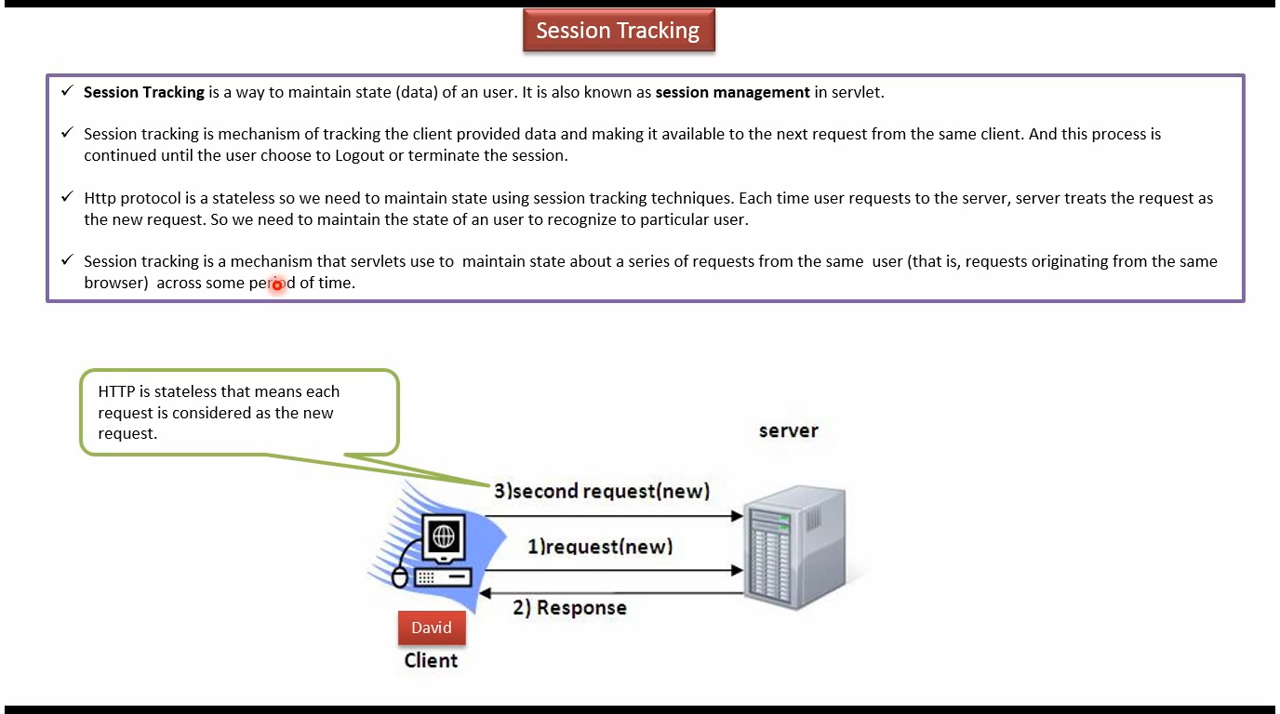 Session Tracking
✓ Session Tracking is a way to maintain state (data) of an user. It is also known as session management in servlet.
✓ Session tracking is mechanism of tracking the client provided data and making it available to the next request from the same client. And this process is
continued until the user choose to Logout or terminate the session.
✓ Http protocol is a stateless so we need to maintain state using session tracking techniques. Each time user requests to the server, server treats the request as
the new request. So we need to maintain the state of an user to recognize to particular user.
✓ Session tracking is a mechanism that servlets use to maintain state about a series of requests from the same user (that is, requests originating from the same
browser) across some period of time.
HTTP is stateless that means each
request is considered as the new
request.
server
3)second request(new)
1)request(new)
2) Response
David
Client